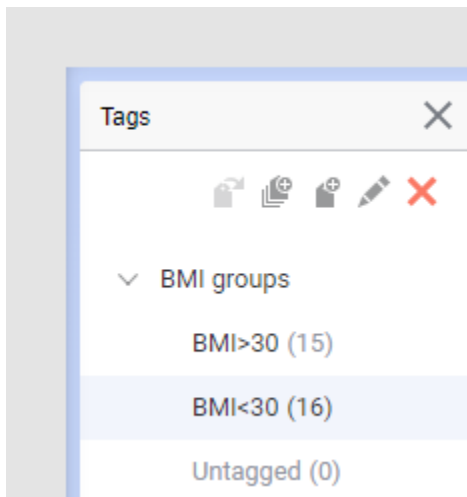 Tags
BMI groups
BMI>30 (15)
BMI<30 (16)
Untagged (0)